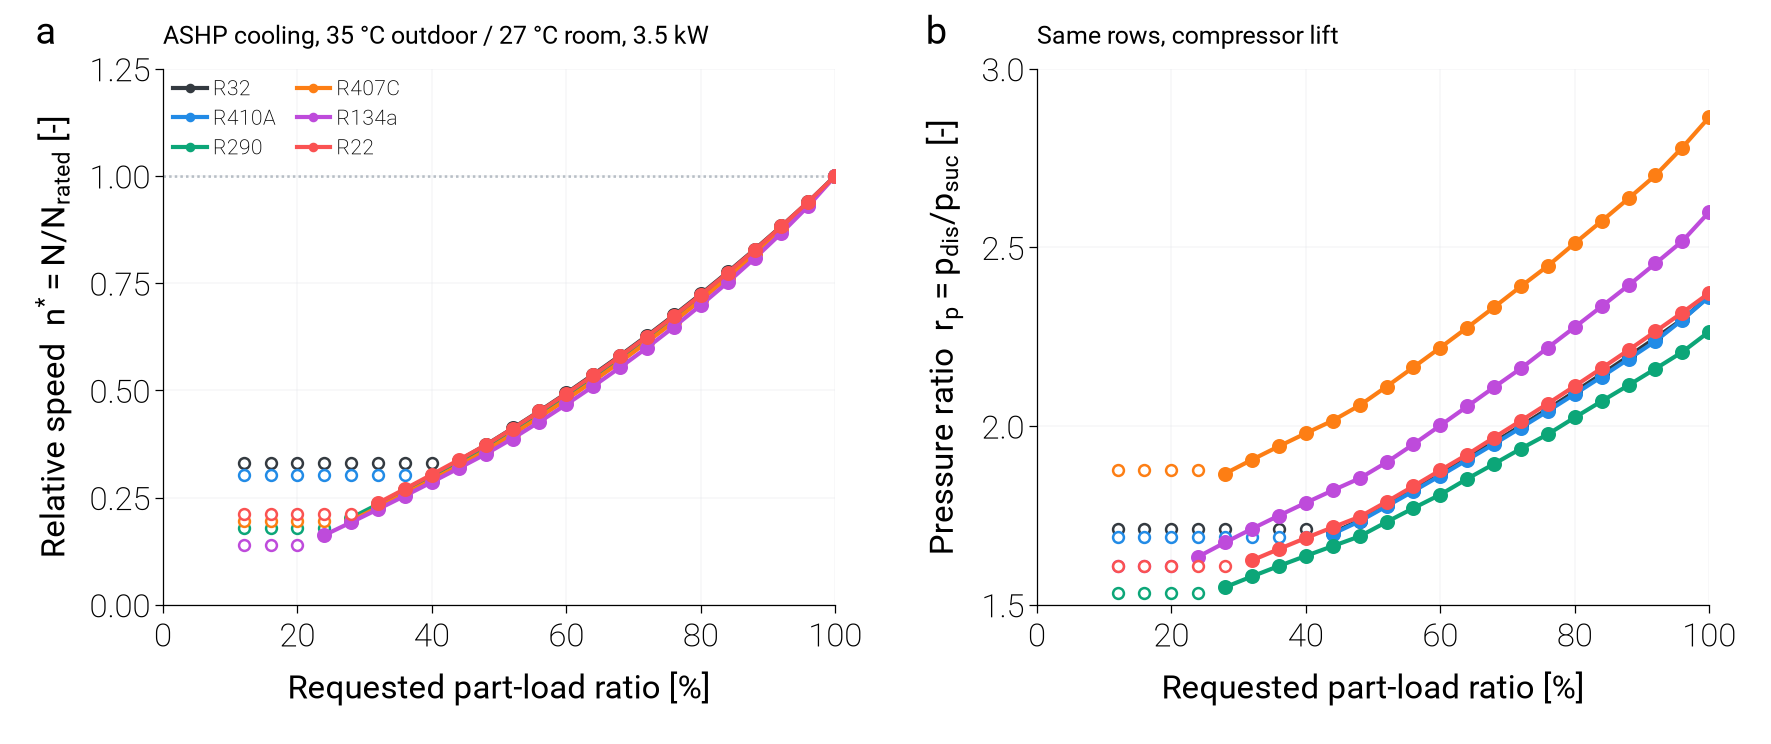 a
ASHP cooling, 35 °C outdoor / 27 °C room, 3.5 kW
1.25
1.00
0.75
0.50
0.25
0.00
Relative speed n* = N/Nrated [-]
R32
R410A
R290
R407C
R134a
R22
0 20 40 60 80 100
Requested part-load ratio [%]
b
Same rows, compressor lift
3.0
2.5
2.0
1.5
Pressure ratio rp = pdis/psuc [-]
0 20 40 60 80 100
Requested part-load ratio [%]